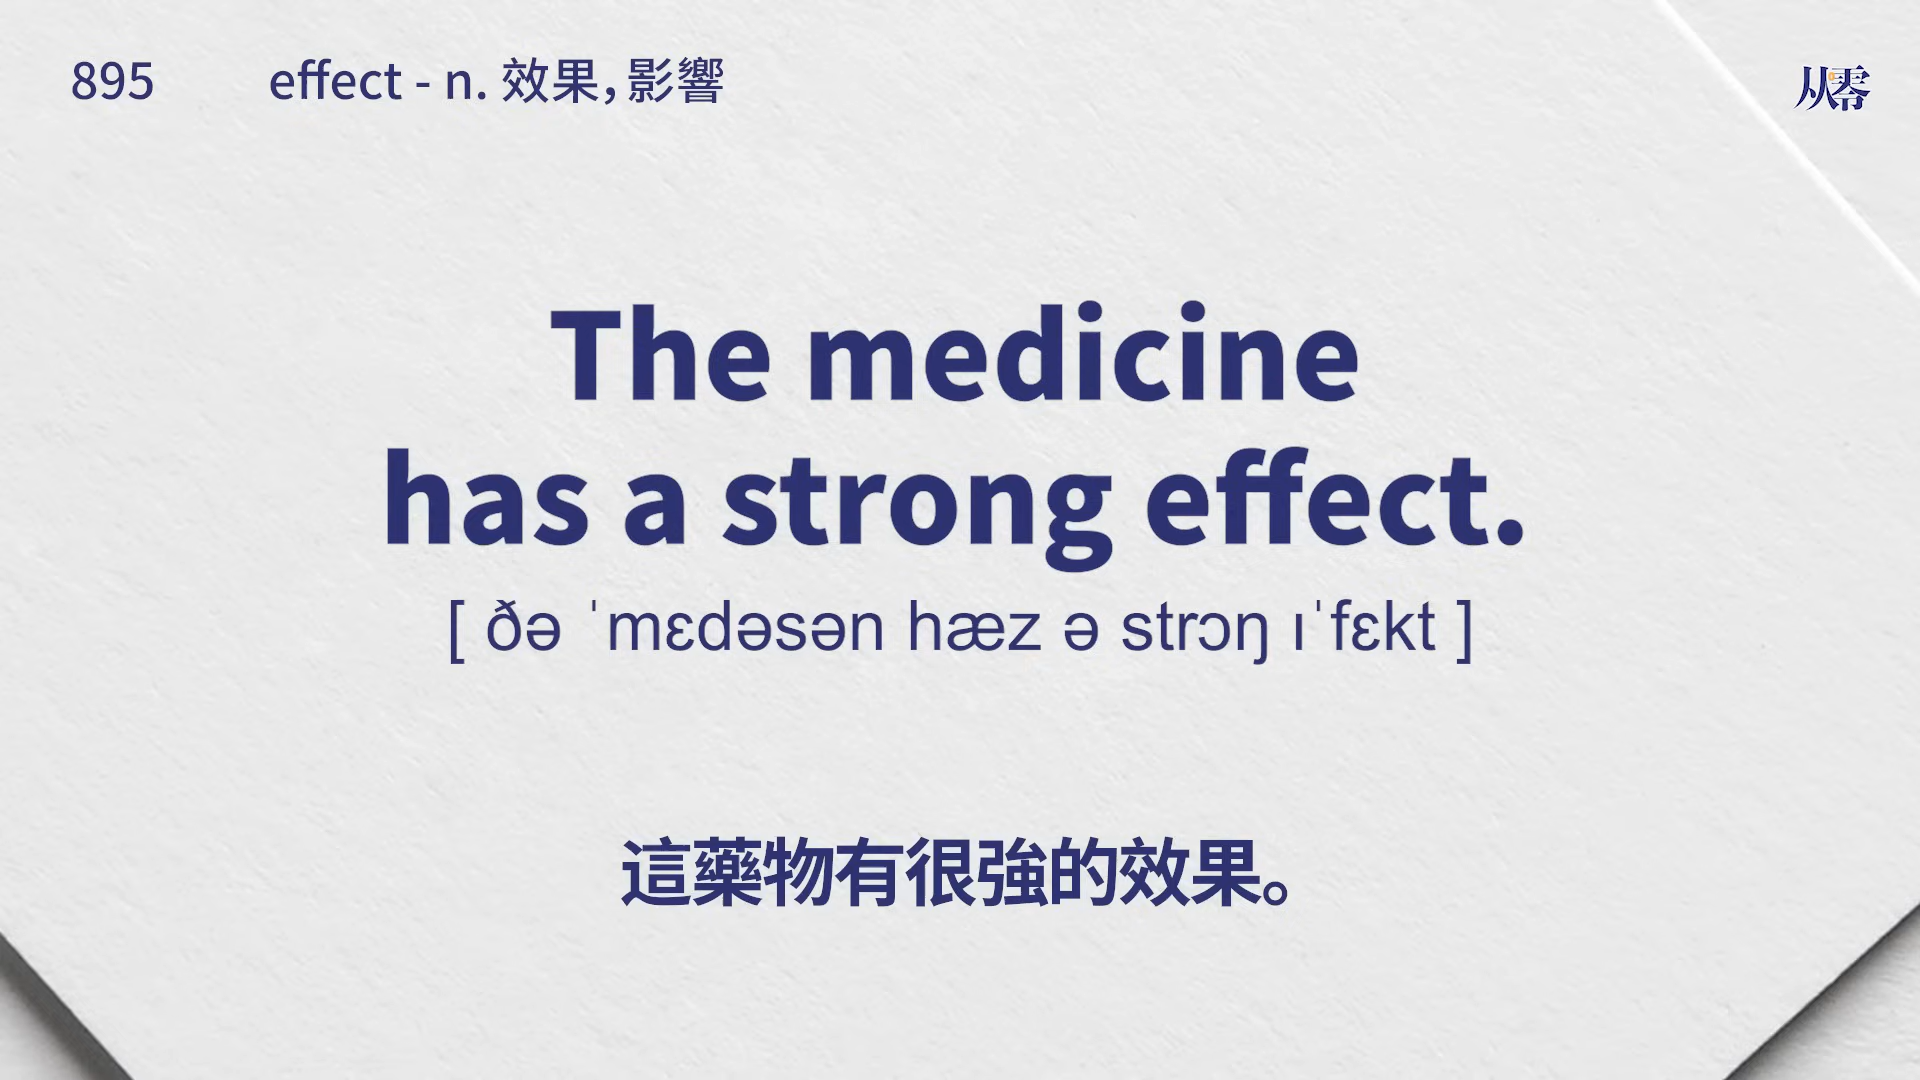 895 effect - n. 效果，影響
从零
The medicine
has a strong effect.
[ ðə ˈmɛdəsən hæz ə strɔŋ ɪˈfɛkt ]
這藥物有很強的效果。